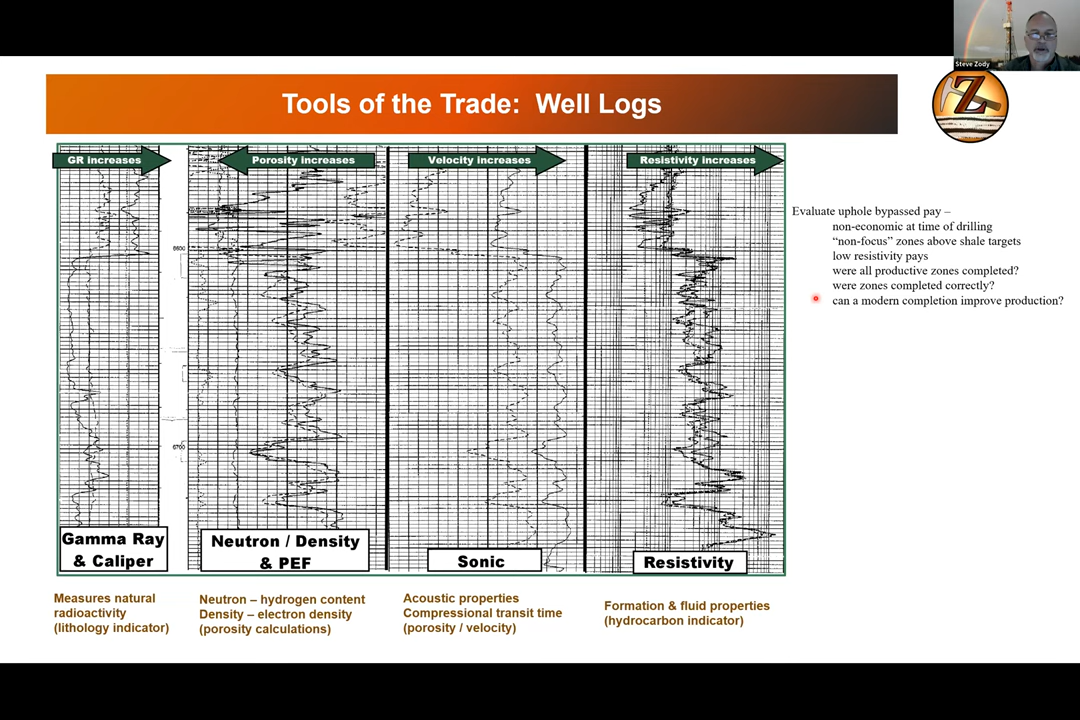 Steve Zody
Tools of the Trade: Well Logs
Z
GR increases
Porosity increases
Velocity increases
Resistivity increases
6700
Gamma Ray
& Caliper
Neutron / Density
& PEF
Sonic
Resistivity
Measures natural
radioactivity
(lithology indicator)
Neutron – hydrogen content
Density – electron density
(porosity calculations)
Acoustic properties
Compressional transit time
(porosity / velocity)
Formation & fluid properties
(hydrocarbon indicator)
Evaluate uphole bypassed pay –
non-economic at time of drilling
“non-focus” zones above shale targets
low resistivity pays
were all productive zones completed?
were zones completed correctly?
can a modern completion improve production?